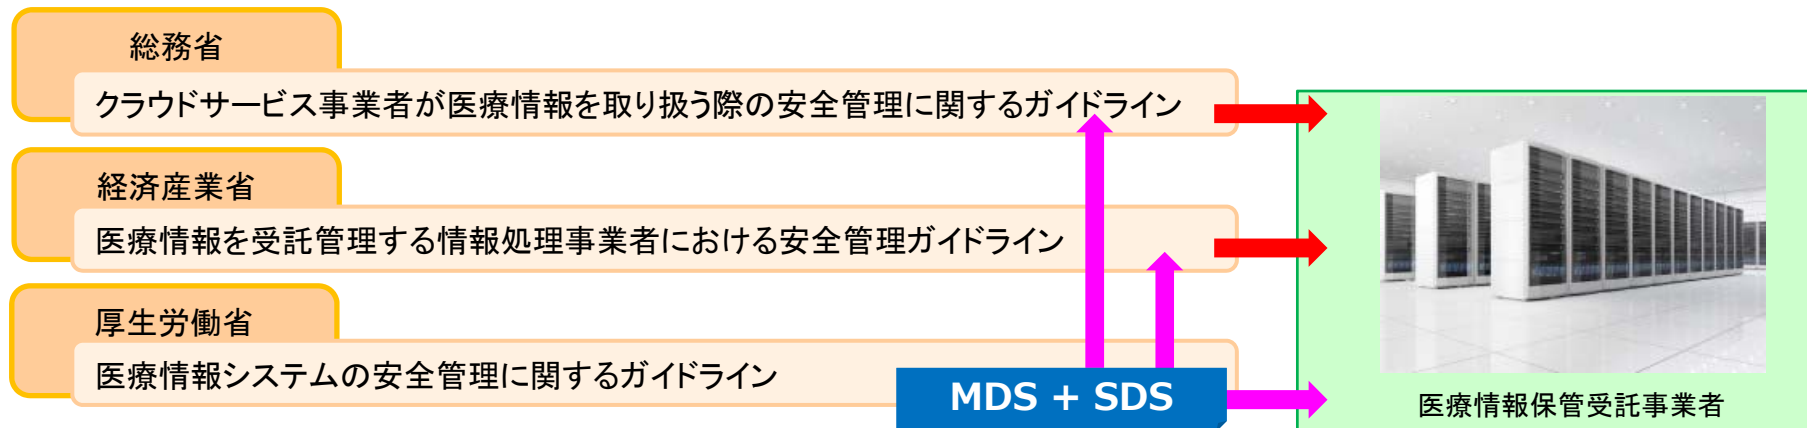 総務省
クラウドサービス事業者が医療情報を取り扱う際の安全管理に関するガイドライン
経済産業省
医療情報を受託管理する情報処理事業者における安全管理ガイドライン
厚生労働省
医療情報システムの安全管理に関するガイドライン
MDS + SDS
医療情報保管受託事業者